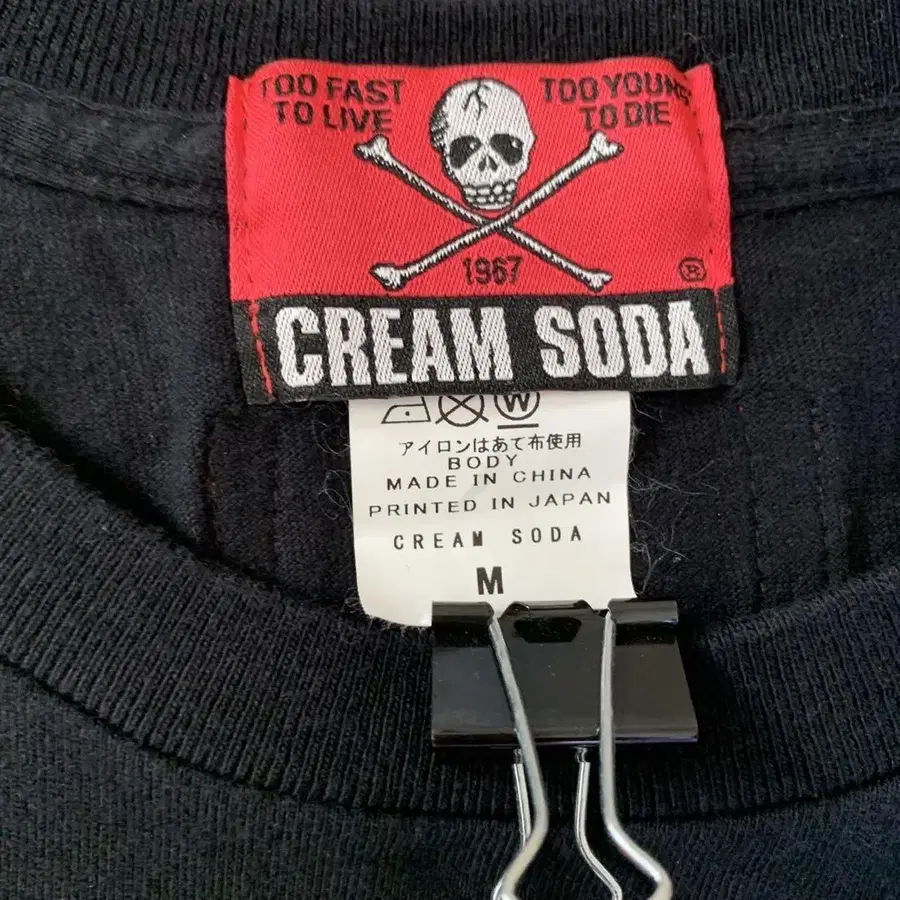 TOO FAST TOO YOUNG
TO LIVE TO DIE
1967
®
CREAM SODA
W
アイロンはあて布使用
BODY
MADE IN CHINA
PRINTED IN JAPAN
CREAM SODA
M